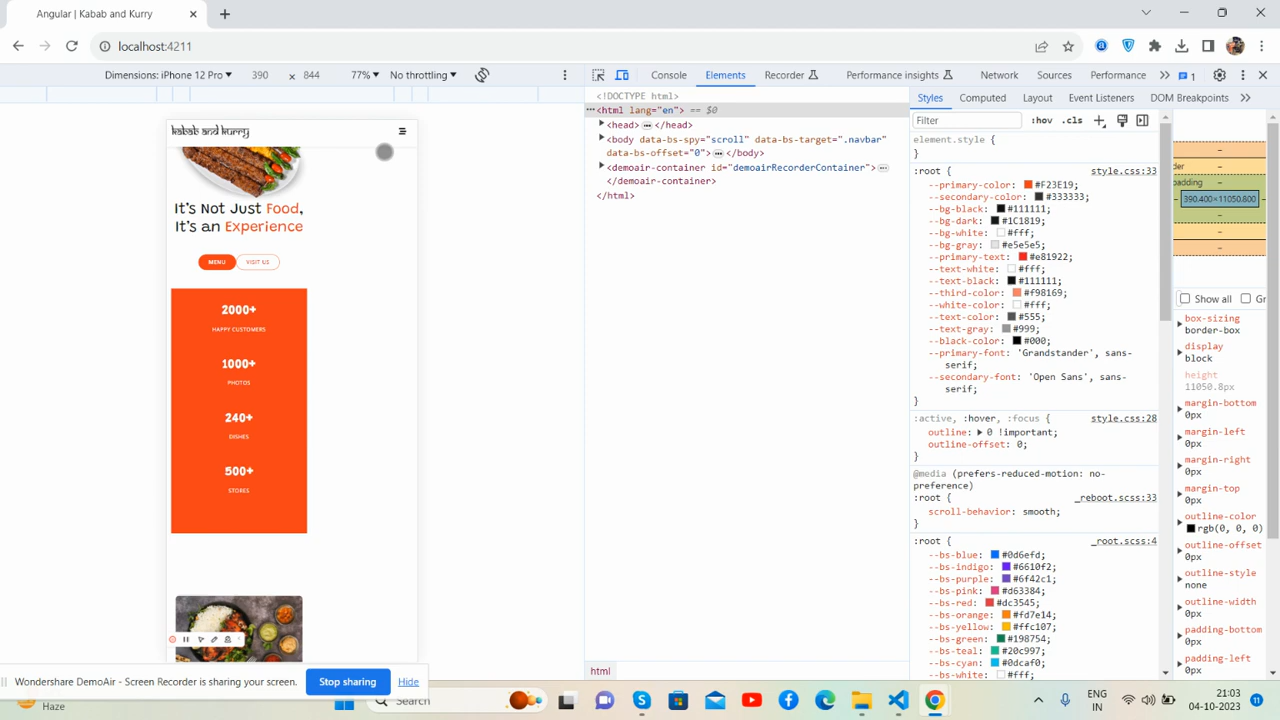 Angular | Kabab and Kurry
localhost:4211
Dimensions: iPhone 12 Pro ▼ 390 × 844 77% ▼ No throttling ▼
Console Elements Recorder Performance insights Network Sources Performance 1
<!DOCTYPE html>
<html lang="en"> == $0
<head> </head>
<body data-bs-spy="scroll" data-bs-target=".navbar"
data-bs-offset="0"> </body>
<demoair-container id="demoairRecorderContainer">
</demoair-container>
</html>
html
kabab and kurry
It's Not Just Food,
It's an Experience
MENU VISIT US
2000+
HAPPY CUSTOMERS
1000+
PHOTOS
240+
DISHES
500+
STORES
Styles Computed Layout Event Listeners DOM Breakpoints
Filter :hov .cls
element.style {
}
:root { style.css:33
--primary-color: #F23E19;
--secondary-color: #333333;
--bg-black: #111111;
--bg-dark: #1C1819;
--bg-white: #fff;
--bg-gray: #e5e5e5;
--primary-text: #e81922;
--text-white: #fff;
--text-black: #111111;
--third-color: #f98169;
--white-color: #fff;
--text-color: #555;
--text-gray: #999;
--black-color: #000;
--primary-font: 'Grandstander', sans-
serif;
--secondary-font: 'Open Sans', sans-
serif;
}
:active, :hover, :focus { style.css:28
outline: 0 !important;
outline-offset: 0;
}
@media (prefers-reduced-motion: no-
preference)
:root { _reboot.scss:33
scroll-behavior: smooth;
}
:root { _root.scss:4
--bs-blue: #0d6efd;
--bs-indigo: #6610f2;
--bs-purple: #6f42c1;
--bs-pink: #d63384;
--bs-red: #dc3545;
--bs-orange: #fd7e14;
--bs-yellow: #ffc107;
--bs-green: #198754;
--bs-teal: #20c997;
--bs-cyan: #0dcaf0;
--bs-white: #fff;
der
padding
390.400×11050.800
Show all Gr
box-sizing
border-box
display
block
height
11050.8px
margin-bottom
0px
margin-left
0px
margin-right
0px
margin-top
0px
outline-color
rgb(0, 0, 0)
outline-offset
0px
outline-style
none
outline-width
0px
padding-bottom
0px
padding-left
0px
Wondershare DemoAir - Screen Recorder is sharing your screen. Stop sharing Hide
Haze
Search
ENG
IN
21:03
04-10-2023